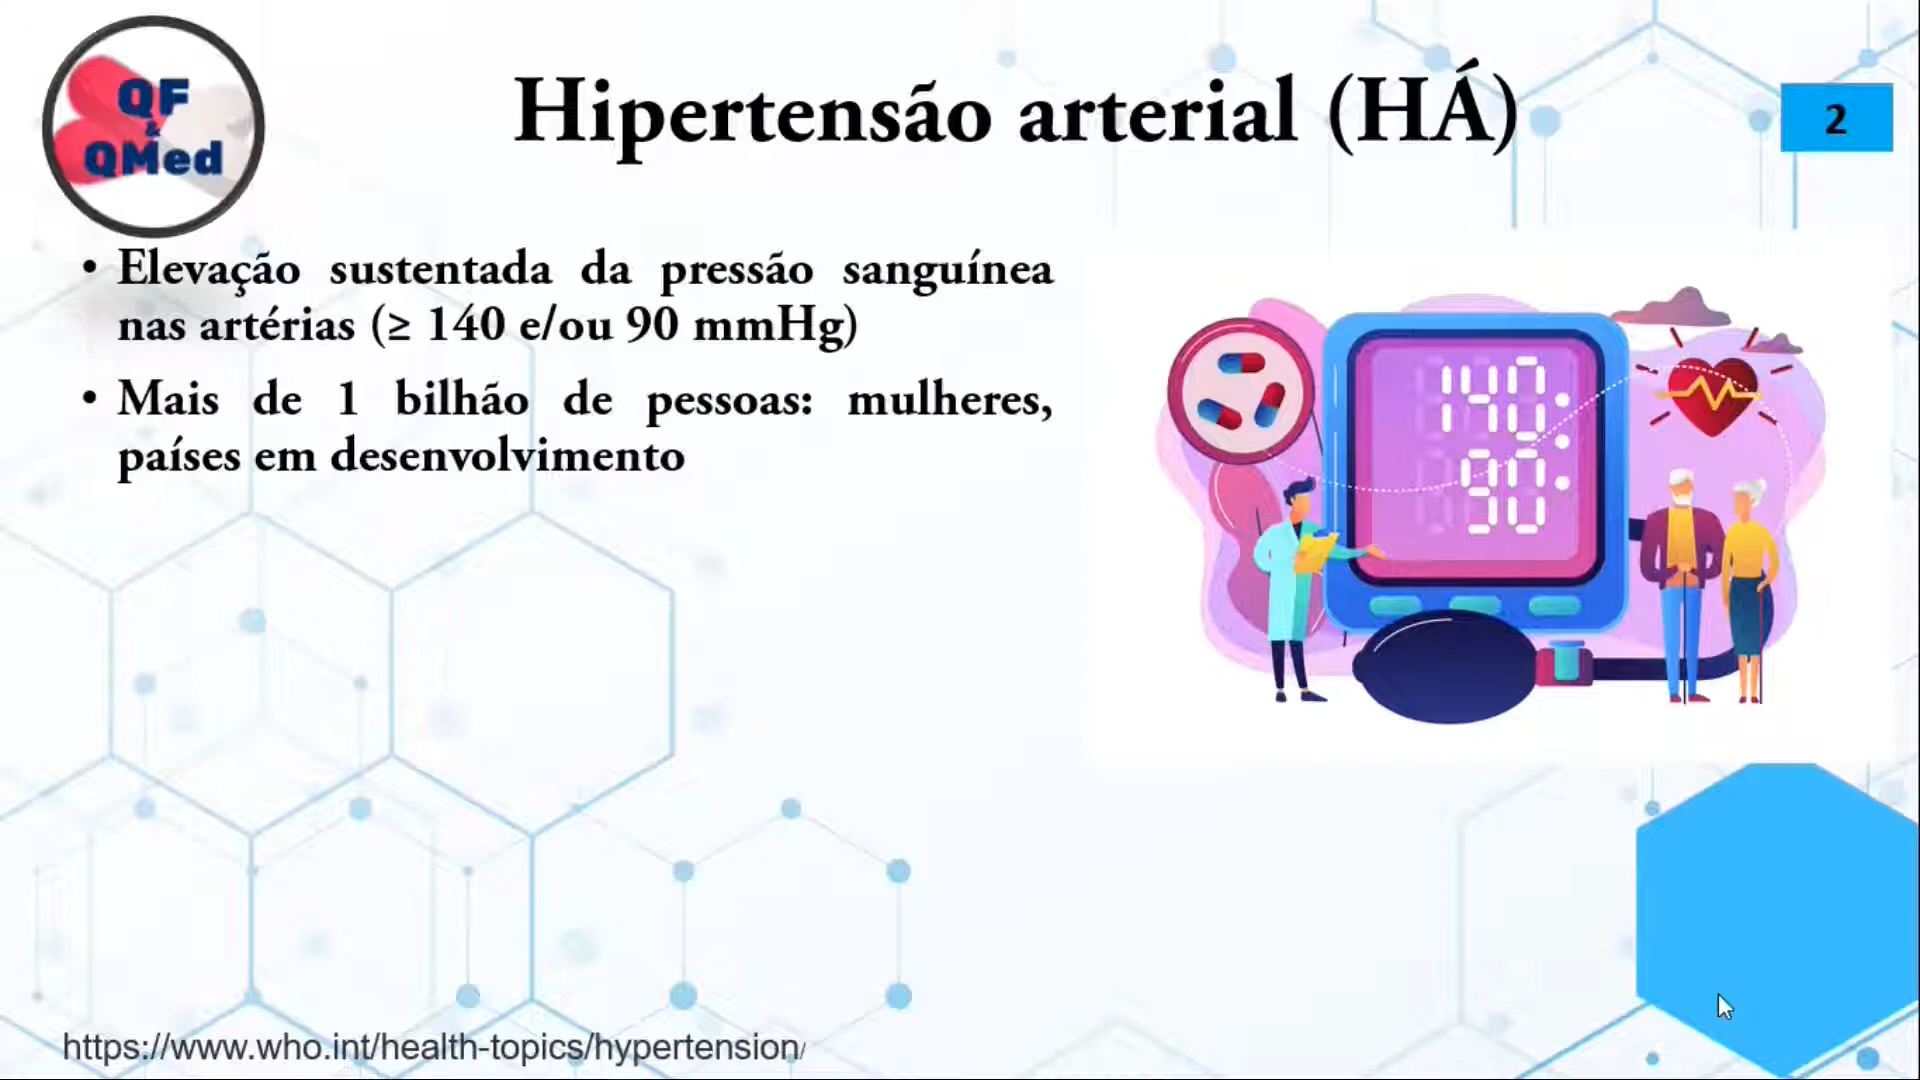 QF
&
QMed
Hipertensão arterial (HÁ)
2
• Elevação sustentada da pressão sanguínea
nas artérias (≥ 140 e/ou 90 mmHg)
• Mais de 1 bilhão de pessoas: mulheres,
países em desenvolvimento
140
90
https://www.who.int/health-topics/hypertension/